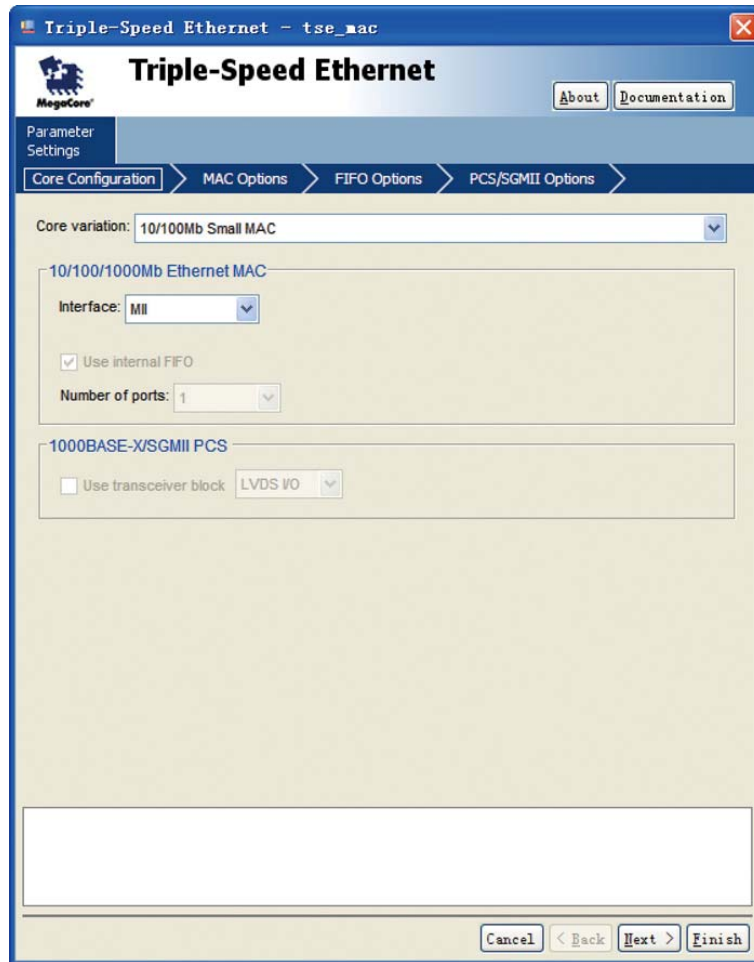 Triple-Speed Ethernet - tse_mac
Triple-Speed Ethernet
MegaCore®
About Documentation
Parameter
Settings
Core Configuration MAC Options FIFO Options PCS/SGMII Options
Core variation: 10/100Mb Small MAC
10/100/1000Mb Ethernet MAC
Interface: MII
Use internal FIFO
Number of ports: 1
1000BASE-X/SGMII PCS
Use transceiver block LVDS I/O
Cancel < Back Next > Finish